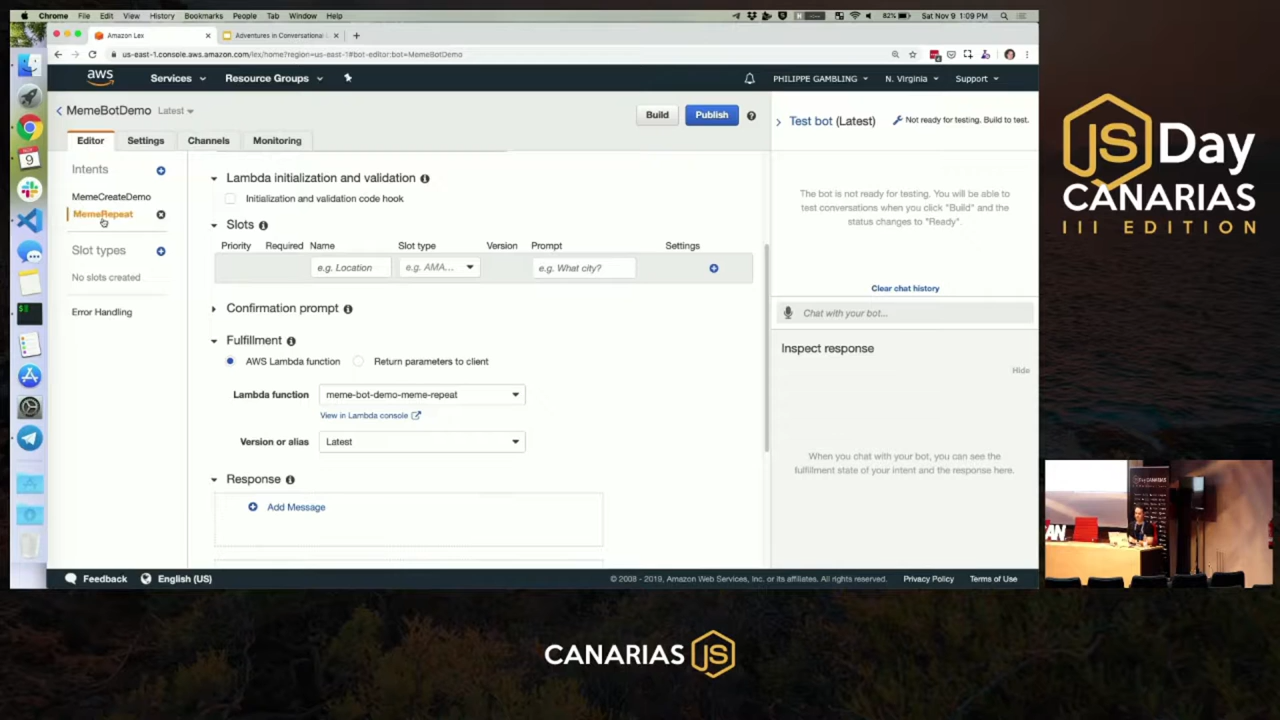 Chrome File Edit View History Bookmarks People Tab Window Help
82% Sat Nov 9 1:09 PM
Amazon Lex
Adventures in Conversational
us-east-1.console.aws.amazon.com/lex/home?region=us-east-1#bot-editor:bot=MemeBotDemo
aws Services Resource Groups PHILIPPE GAMBLING N. Virginia Support
MemeBotDemo Latest
Build Publish
Test bot (Latest) Not ready for testing. Build to test.
Editor Settings Channels Monitoring
Intents
MemeCreateDemo
MemeRepeat
Slot types
No slots created
Error Handling
Lambda initialization and validation
Initialization and validation code hook
Slots
Priority Required Name Slot type Version Prompt Settings
e.g. Location e.g. AMA... e.g. What city?
Confirmation prompt
Fulfillment
AWS Lambda function Return parameters to client
Lambda function meme-bot-demo-meme-repeat
View in Lambda console
Version or alias Latest
Response
Add Message
The bot is not ready for testing. You will be able to
test conversations when you click "Build" and the
status changes to "Ready".
Clear chat history
Chat with your bot...
Inspect response
Hide
When you chat with your bot, you can see the
fulfillment state of your intent and the response here.
Feedback English (US) © 2008 - 2019, Amazon Web Services, Inc. or its affiliates. All rights reserved. Privacy Policy Terms of Use
JS Day
CANARIAS
III EDITION
CANARIAS JS